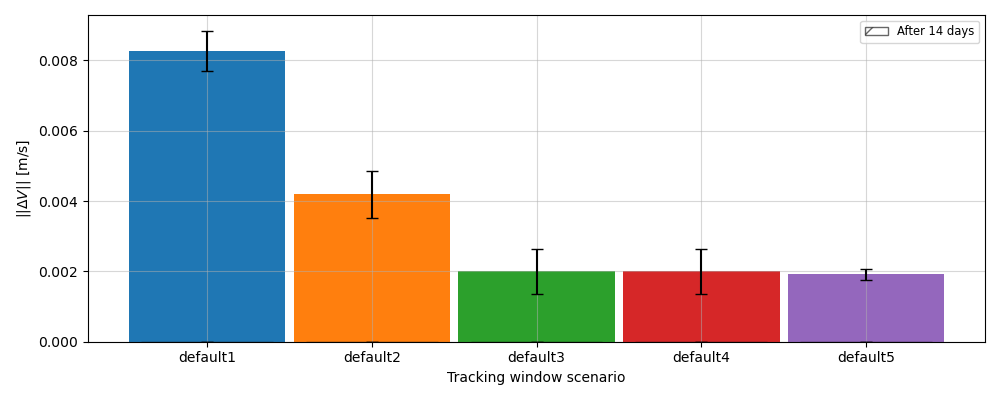 After 14 days
0.008
0.006
0.004
0.002
0.000
||ΔV|| [m/s]
default1 default2 default3 default4 default5
Tracking window scenario